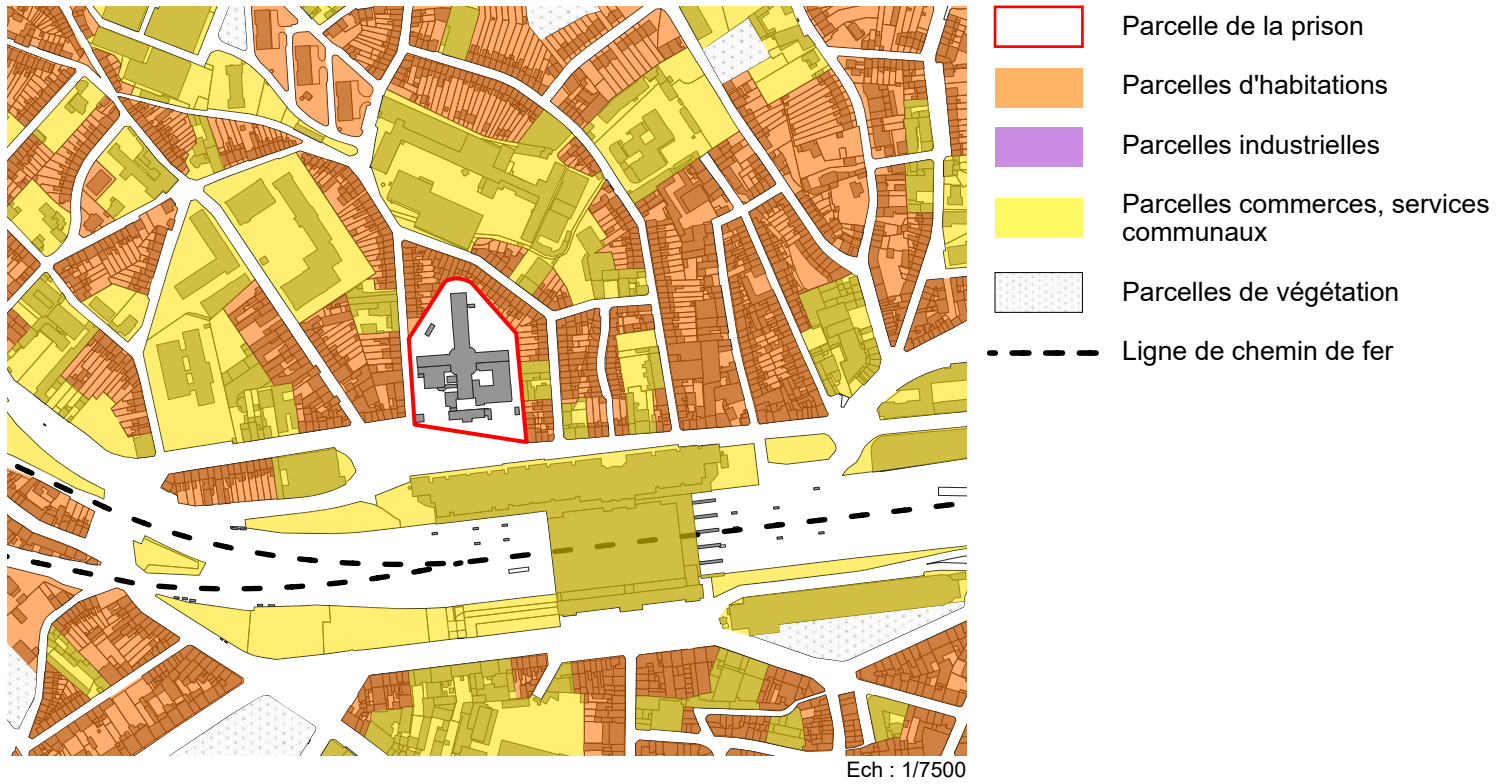 Parcelle de la prison
Parcelles d'habitations
Parcelles industrielles
Parcelles commerces, services
communaux
Parcelles de végétation
Ligne de chemin de fer
Ech : 1/7500